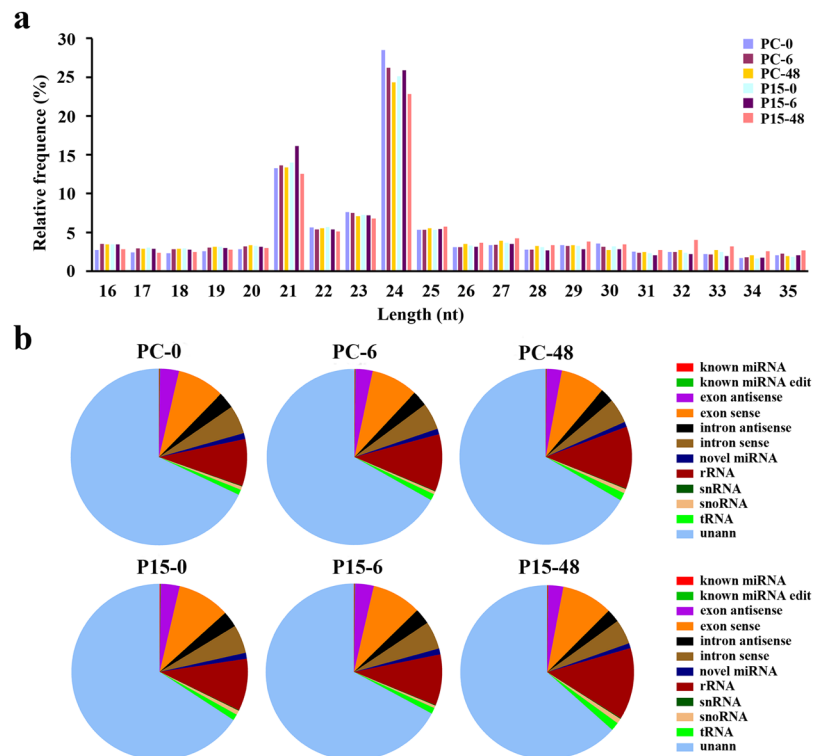 a
Relative frequence (%)
30
25
20
15
10
5
0
PC-0
PC-6
PC-48
P15-0
P15-6
P15-48
16 17 18 19 20 21 22 23 24 25 26 27 28 29 30 31 32 33 34 35
Length (nt)
b
PC-0 PC-6 PC-48
known miRNA
known miRNA edit
exon antisense
exon sense
intron antisense
intron sense
novel miRNA
rRNA
snRNA
snoRNA
tRNA
unann
P15-0 P15-6 P15-48
known miRNA
known miRNA edit
exon antisense
exon sense
intron antisense
intron sense
novel miRNA
rRNA
snRNA
snoRNA
tRNA
unann